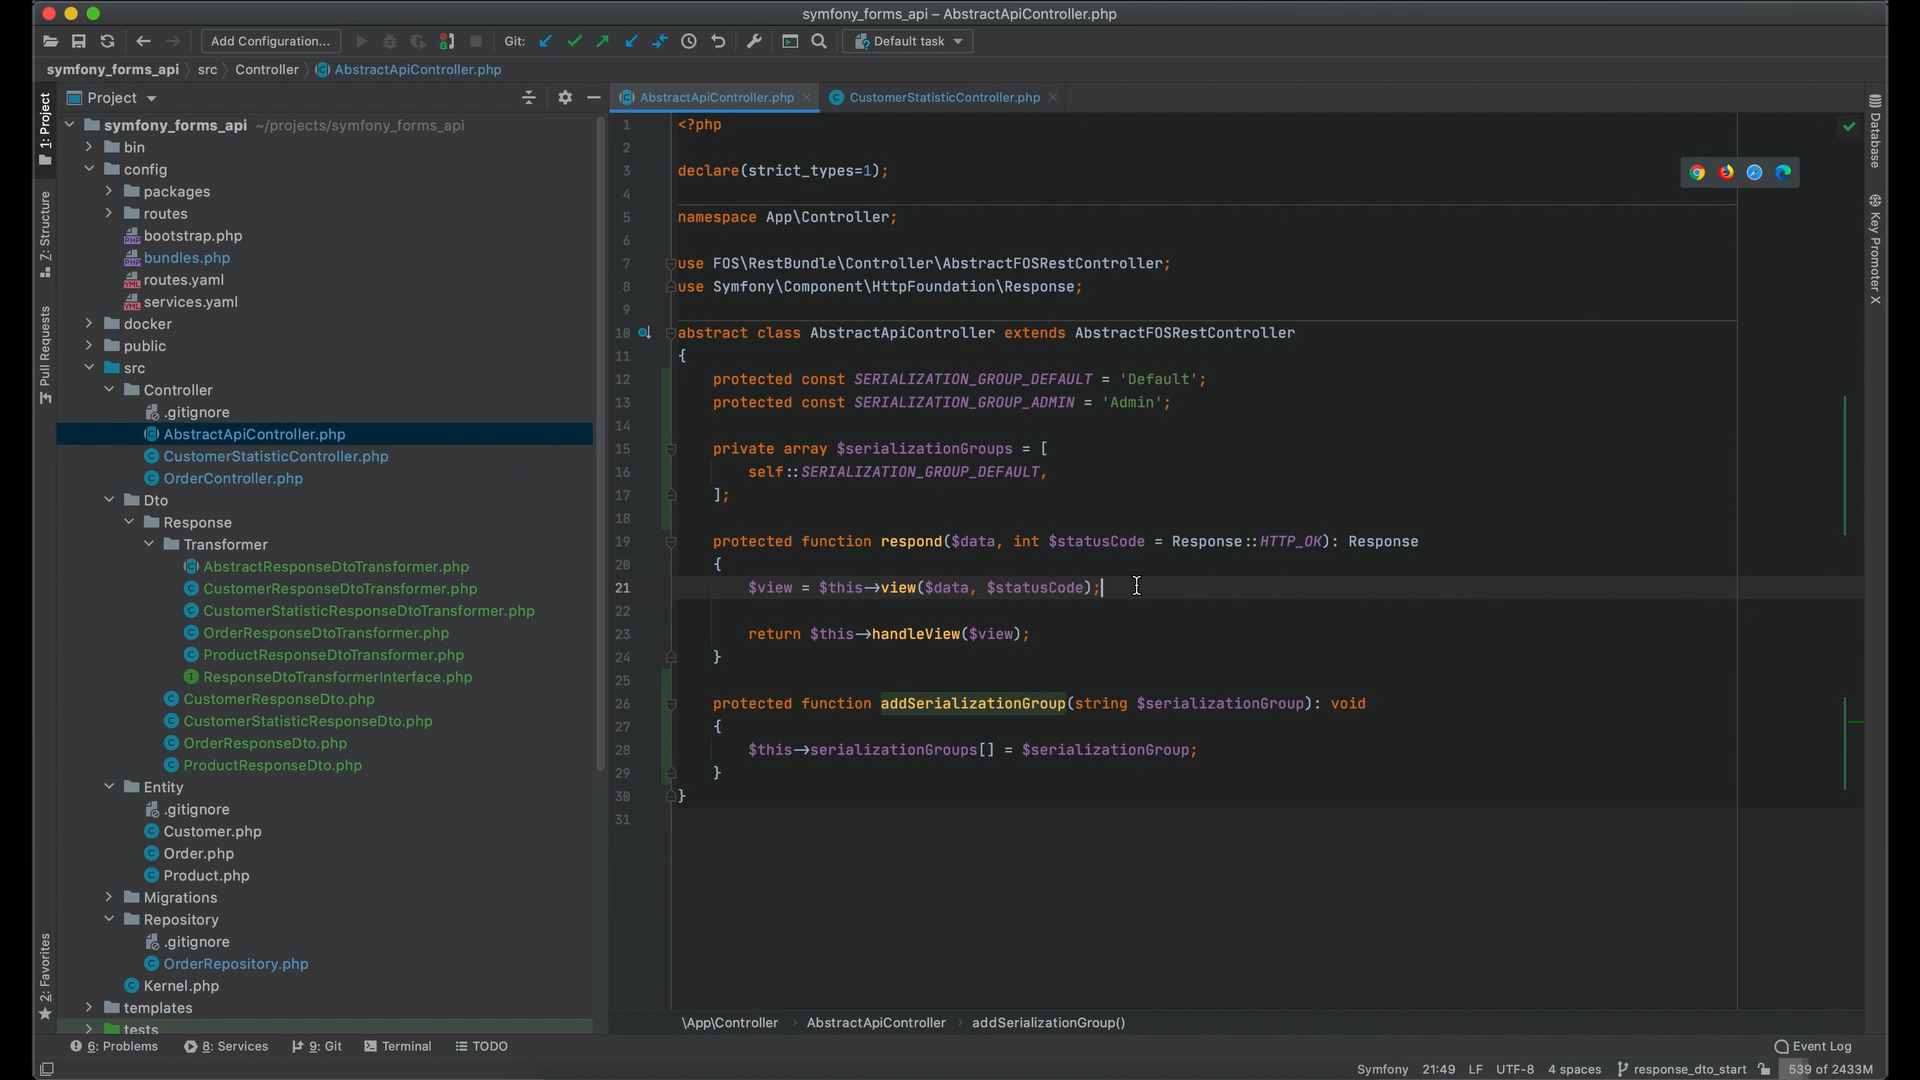 symfony_forms_api – AbstractApiController.php
Add Configuration...
Git:
Default task
symfony_forms_api
src
Controller
AbstractApiController.php
1: Project
Z: Structure
Pull Requests
2: Favorites
Project
symfony_forms_api ~/projects/symfony_forms_api
bin
config
packages
routes
bootstrap.php
bundles.php
routes.yaml
services.yaml
docker
public
src
Controller
.gitignore
AbstractApiController.php
CustomerStatisticController.php
OrderController.php
Dto
Response
Transformer
AbstractResponseDtoTransformer.php
CustomerResponseDtoTransformer.php
CustomerStatisticResponseDtoTransformer.php
OrderResponseDtoTransformer.php
ProductResponseDtoTransformer.php
ResponseDtoTransformerInterface.php
CustomerResponseDto.php
CustomerStatisticResponseDto.php
OrderResponseDto.php
ProductResponseDto.php
Entity
.gitignore
Customer.php
Order.php
Product.php
Migrations
Repository
.gitignore
OrderRepository.php
Kernel.php
templates
tests
AbstractApiController.php
CustomerStatisticController.php
1 <?php
2
3 declare(strict_types=1);
4
5 namespace App\Controller;
6
7 use FOS\RestBundle\Controller\AbstractFOSRestController;
8 use Symfony\Component\HttpFoundation\Response;
9
10 abstract class AbstractApiController extends AbstractFOSRestController
11 {
12 protected const SERIALIZATION_GROUP_DEFAULT = 'Default';
13 protected const SERIALIZATION_GROUP_ADMIN = 'Admin';
14
15 private array $serializationGroups = [
16 self::SERIALIZATION_GROUP_DEFAULT,
17 ];
18
19 protected function respond($data, int $statusCode = Response::HTTP_OK): Response
20 {
21 $view = $this->view($data, $statusCode);
22
23 return $this->handleView($view);
24 }
25
26 protected function addSerializationGroup(string $serializationGroup): void
27 {
28 $this->serializationGroups[] = $serializationGroup;
29 }
30 }
31
Database
Key Promoter X
\App\Controller
AbstractApiController
addSerializationGroup()
6: Problems
8: Services
9: Git
Terminal
TODO
Event Log
Symfony
21:49
LF
UTF-8
4 spaces
response_dto_start
539 of 2433M